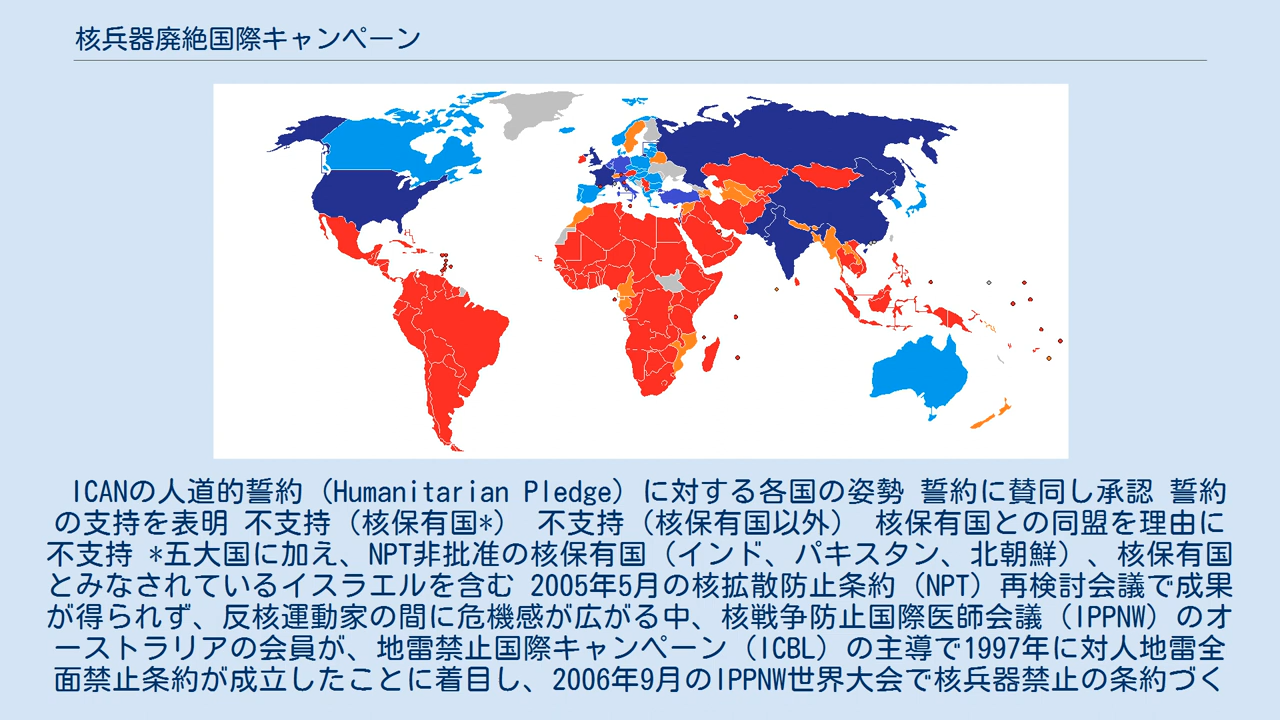 核兵器廃絶国際キャンペーン
ICANの人道的誓約（Humanitarian Pledge）に対する各国の姿勢 誓約に賛同し承認 誓約
の支持を表明 不支持（核保有国*） 不支持（核保有国以外） 核保有国との同盟を理由に
不支持 *五大国に加え、NPT非批准の核保有国（インド、パキスタン、北朝鮮）、核保有国
とみなされているイスラエルを含む 2005年5月の核拡散防止条約（NPT）再検討会議で成果
が得られず、反核運動家の間に危機感が広がる中、核戦争防止国際医師会議（IPPNW）のオ
ーストラリアの会員が、地雷禁止国際キャンペーン（ICBL）の主導で1997年に対人地雷全
面禁止条約が成立したことに着目し、2006年9月のIPPNW世界大会で核兵器禁止の条約づく